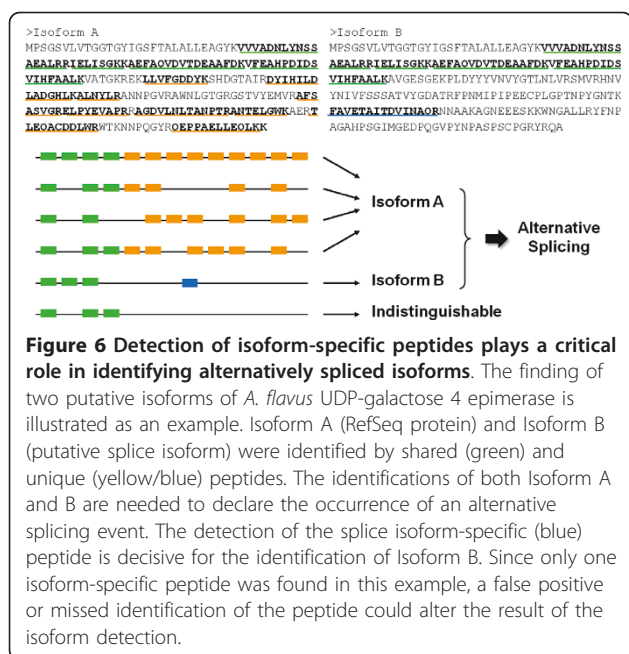 >Isoform A
MPSGSVLVTGGTGYIGSFTALALLEAGYKVVVADNLYNSS
AEALRRIELISGKKAEFAOVDVTDEAAFDKVFEAHPDIDS
VIHFAALKVATGKREKLLVFGDDYKSHDGTAIRDYIHILD
LADGHLKALNYLRANNPGVRAWNLGTGRGSTVYEMVRAFS
ASVGRELPYEVAPRRAGDVLNLTANPTRANTELGWKAERT
LEOACDDLWRWTKNNPQGYROEPPAELLEOLKK
>Isoform B
MPSGSVLVTGGTGYIGSFTALALLEAGYKVVVADNLYNSS
AEALRRIELISGKKAEFAOVDVTDEAAFDKVFEAHPDIDS
VIHFAALKAVGESGEKPLDYYYVNVYGTLNLVRSMVRHNV
YNIVFSSSATVYGDATRFPNMIPIPEECPLGPTNPYGNTK
FAVETAITDVINAORNNAAKAGNEEESKKWNGALLRYFNP
AGAHPSGIMGEDPQGVPYNPASPSCPGRYRQA
Isoform A
Isoform B
Indistinguishable
Alternative
Splicing
Figure 6 Detection of isoform-specific peptides plays a critical
role in identifying alternatively spliced isoforms. The finding of
two putative isoforms of A. flavus UDP-galactose 4 epimerase is
illustrated as an example. Isoform A (RefSeq protein) and Isoform B
(putative splice isoform) were identified by shared (green) and
unique (yellow/blue) peptides. The identifications of both Isoform A
and B are needed to declare the occurrence of an alternative
splicing event. The detection of the splice isoform-specific (blue)
peptide is decisive for the identification of Isoform B. Since only one
isoform-specific peptide was found in this example, a false positive
or missed identification of the peptide could alter the result of the
isoform detection.